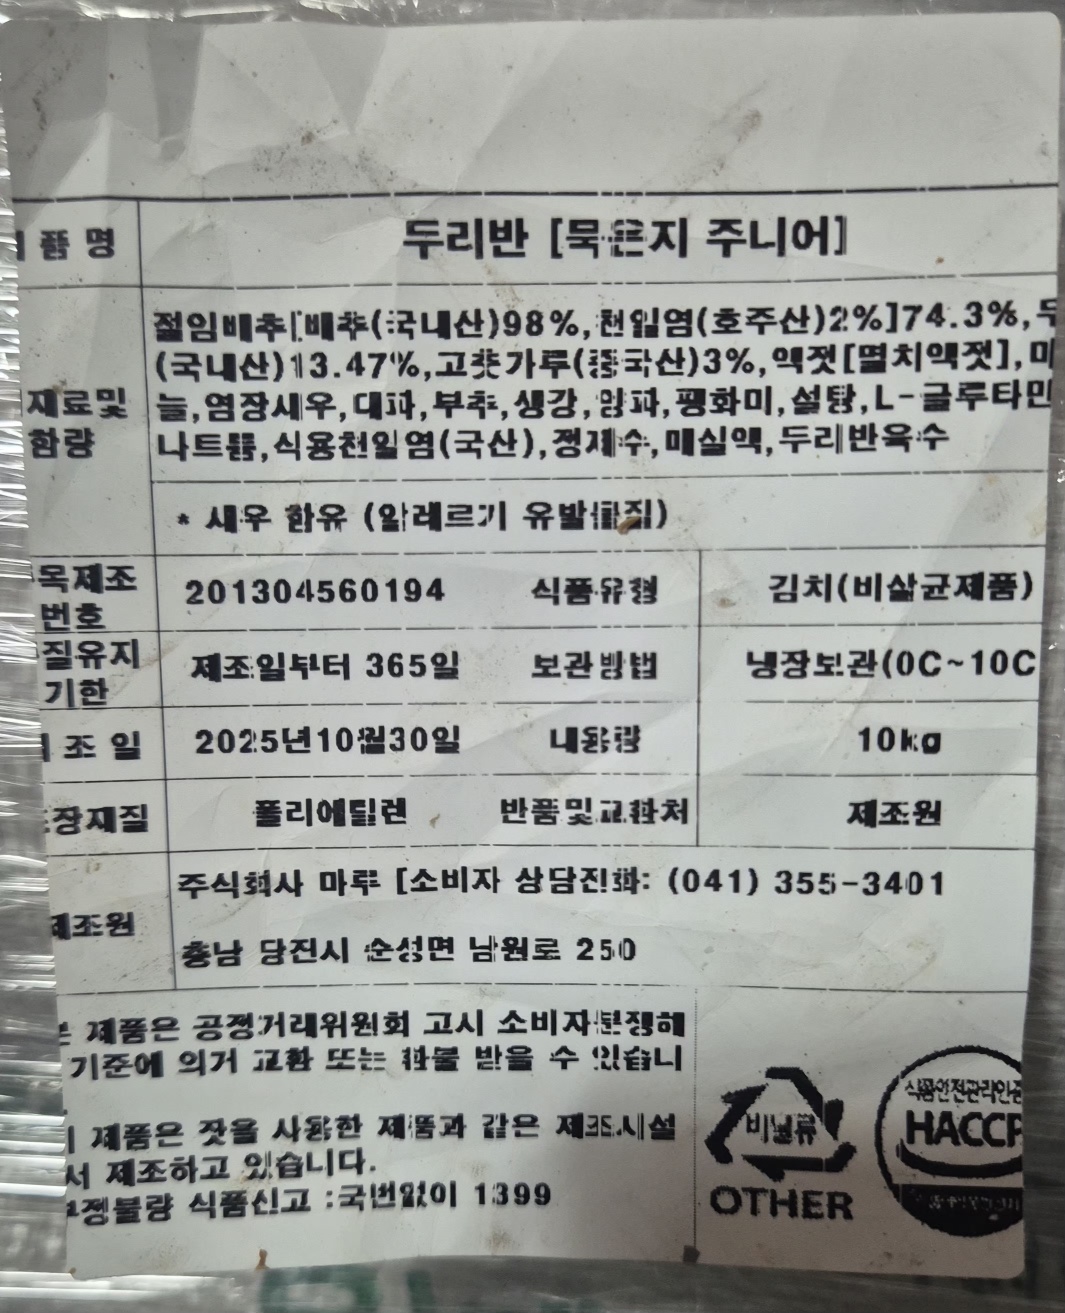 품 명
두리반 [묵은지 주니어]
절임배추[배추(국내산)98%,천일염(호주산)2%]74.3%,무
(국내산)13.47%,고춧가루(중국산)3%,액젓[멸치액젓],마
재료및
늘,염장새우,대파,부추,생강,양파,팽화미,설탕,L-글루타민
함량
나트륨,식용천일염(국산),정제수,매실액,두리반육수
* 새우 함유 (알레르기 유발물질)
목제조
번호
201304560194
식품유형
김치(비살균제품)
질유지
기한
제조일부터 365일
보관방법
냉장보관(0C~10C
조 일
2025년10월30일
내용량
10kg
장재질
폴리에틸렌
반품및교환처
제조원
제조원
주식회사 마루 [소비자 상담전화: (041) 355-3401
충남 당진시 순성면 남원로 250
본 제품은 공정거래위원회 고시 소비자분쟁해
기준에 의거 교환 또는 환불 받을 수 있습니
제품은 잣을 사용한 제품과 같은 제조시설
서 제조하고 있습니다.
부정불량 식품신고 :국번없이 1399
비닐류
OTHER
식품안전관리인증
HACCP